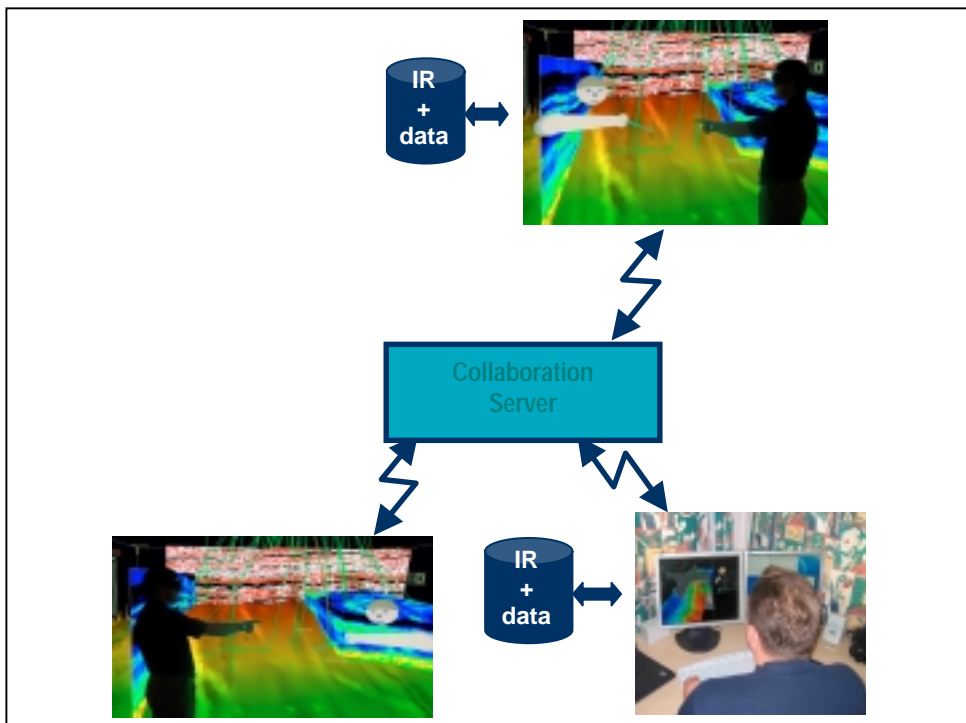 IR
+
data
Collaboration
Server
IR
+
data